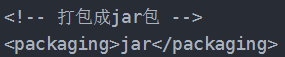 <!-- 打包成jar包 -->
<packaging>jar</packaging>